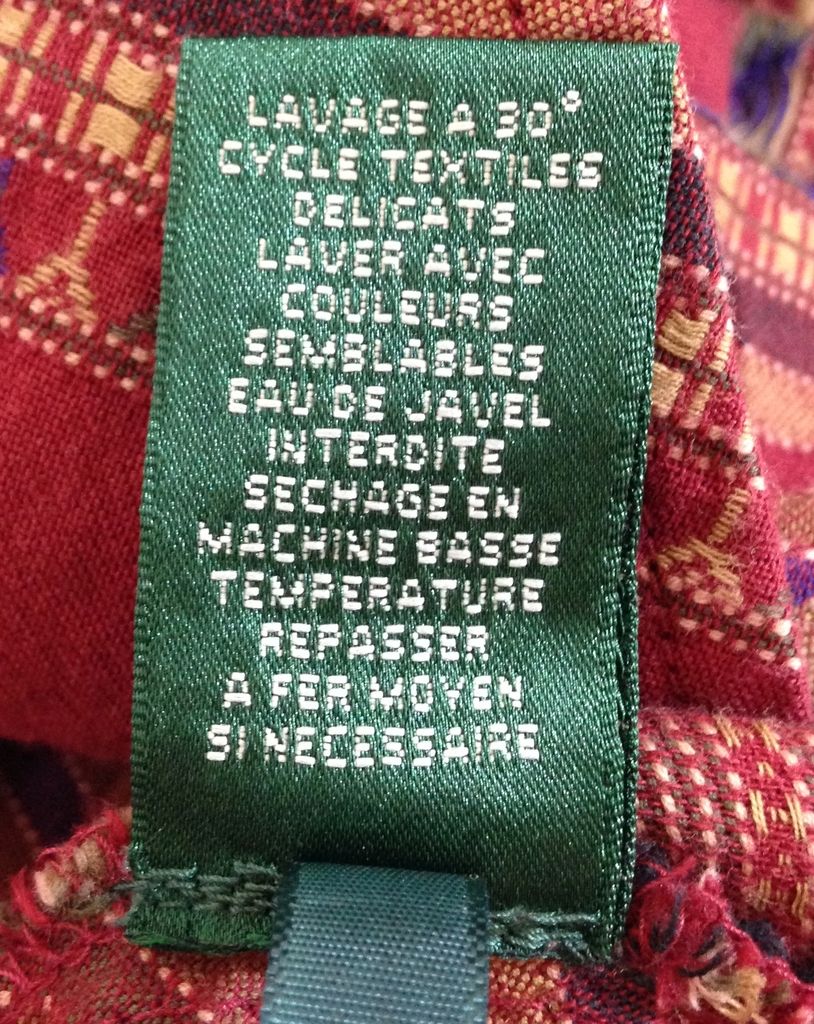 LAVAGE A 30°
CYCLE TEXTILES
DELICATS
LAVER AVEC
COULEURS
SEMBLABLES
EAU DE JAVEL
INTERDITE
SECHAGE EN
MACHINE BASSE
TEMPERATURE
REPASSER
A FER MOYEN
SI NECESSAIRE